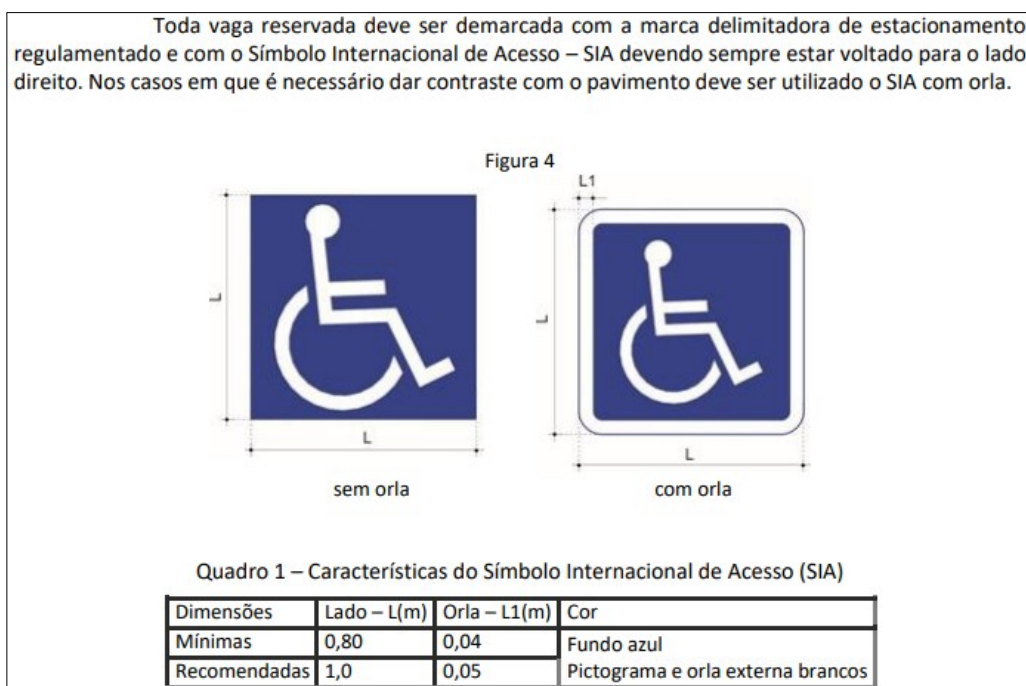 Toda vaga reservada deve ser demarcada com a marca delimitadora de estacionamento
regulamentado e com o Símbolo Internacional de Acesso – SIA devendo sempre estar voltado para o lado
direito. Nos casos em que é necessário dar contraste com o pavimento deve ser utilizado o SIA com orla.
Figura 4
L1
L
L
L
L
sem orla
com orla
Quadro 1 – Características do Símbolo Internacional de Acesso (SIA)
Dimensões Lado – L(m) Orla – L1(m) Cor
Mínimas 0,80 0,04 Fundo azul
Recomendadas 1,0 0,05 Pictograma e orla externa brancos